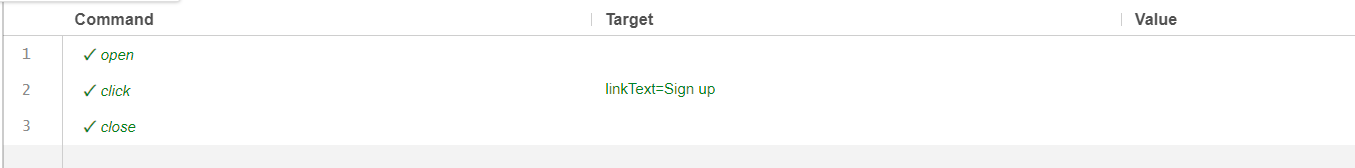 Command Target Value
1 ✓ open
2 ✓ click linkText=Sign up
3 ✓ close